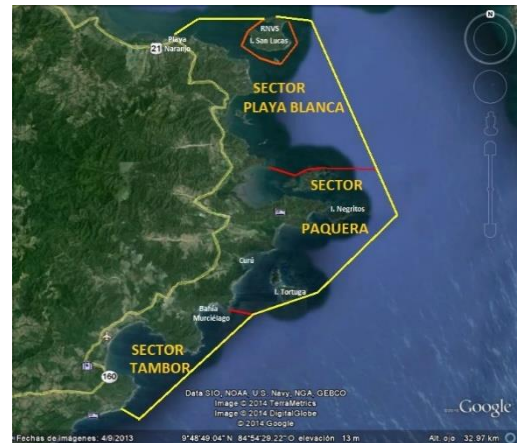 N
Playa
Naranjo
21
RNVS
I. San Lucas
SECTOR
PLAYA BLANCA
SECTOR
I. Negritos
PAQUERA
Curú
I. Tortuga
Bahía
Murciélago
SECTOR
TAMBOR
160
Data SIO, NOAA, U.S. Navy, NGA, GEBCO
Image © 2014 TerraMetrics
Image © 2014 DigitalGlobe
© 2014 Google
Google
Fechas de imágenes: 4/9/2013 9°48'49.04"N 84°54'29.22"O elevación 13 m Alt. ojo 32.97 km